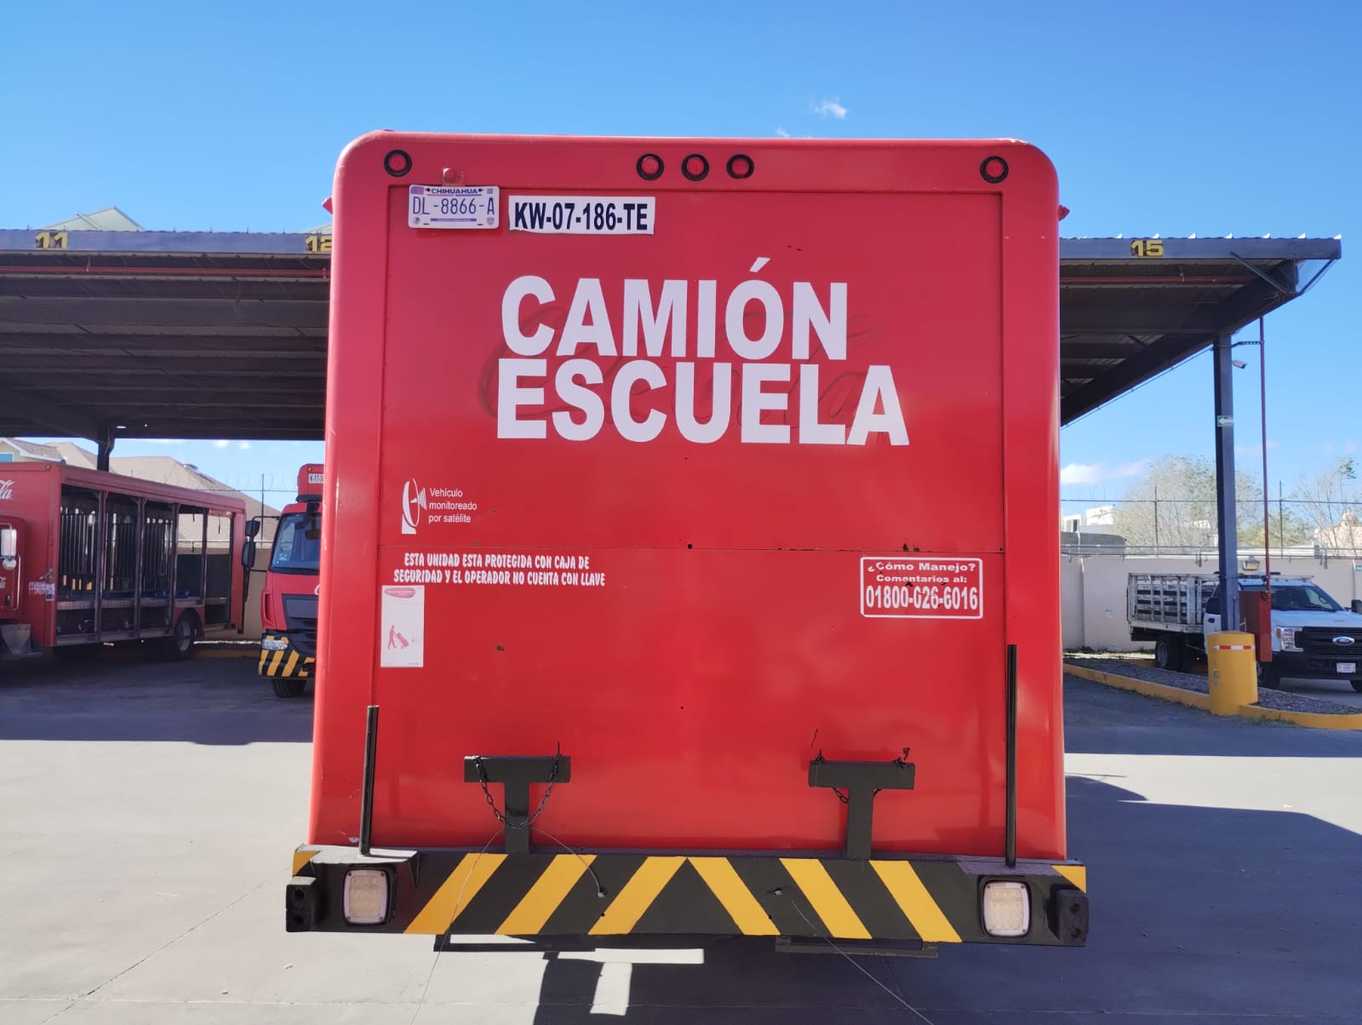 11
12
15
CHIHUAHUA
DL-8866-A
KW-07-186-TE
CAMIÓN
ESCUELA
Vehículo
monitoreado
por satélite
ESTA UNIDAD ESTA PROTEGIDA CON CAJA DE
SEGURIDAD Y EL OPERADOR NO CUENTA CON LLAVE
¿Cómo Manejo?
Comentarios al:
01800-026-6016